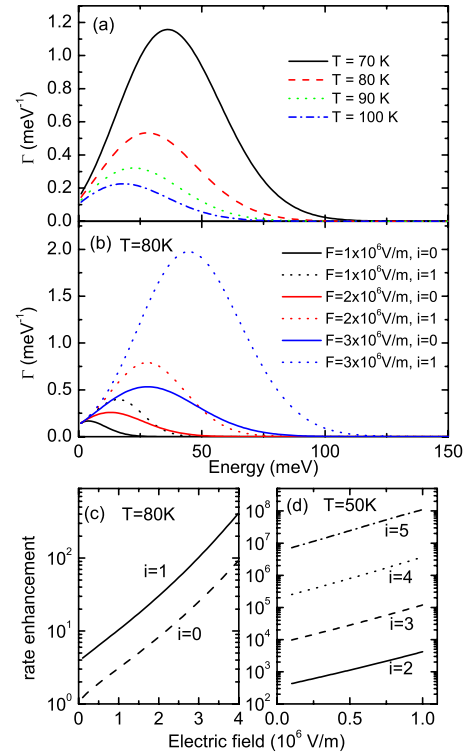 (a)
1.2
1.0
0.8
0.6
0.4
0.2
0.0
Γ (meV⁻¹)
T = 70 K
T = 80 K
T = 90 K
T = 100 K
(b) T=80K
2.0
1.5
1.0
0.5
0.0
Γ (meV⁻¹)
F=1x10⁶V/m, i=0
F=1x10⁶V/m, i=1
F=2x10⁶V/m, i=0
F=2x10⁶V/m, i=1
F=3x10⁶V/m, i=0
F=3x10⁶V/m, i=1
0 50 100 150
Energy (meV)
(c) T=80K
10²
10¹
10⁰
rate enhancement
i=1
i=0
0 1 2 3 4
(d) T=50K
10⁸
10⁷
10⁶
10⁵
10⁴
10³
10²
i=5
i=4
i=3
i=2
0.0 0.5 1.0
Electric field (10⁶ V/m)